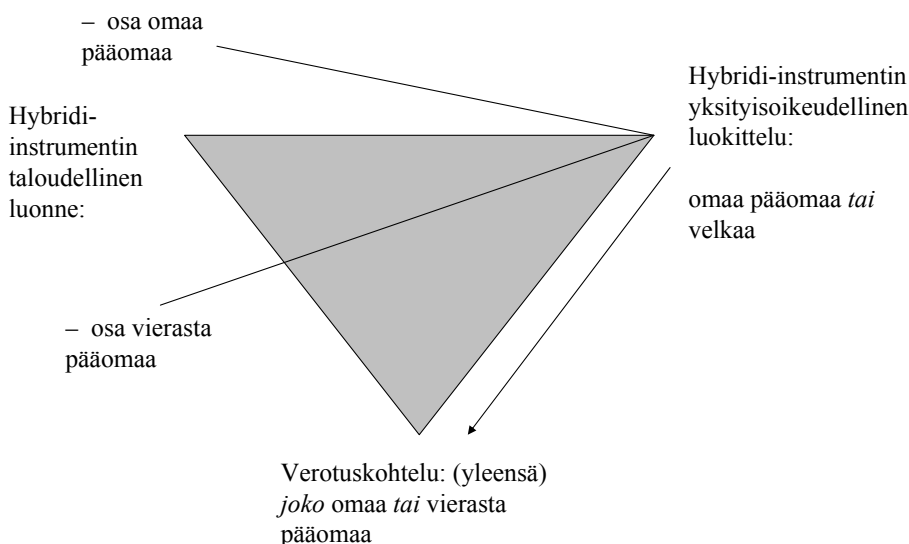 – osa omaa
pääomaa
Hybridi-
instrumentin
taloudellinen
luonne:
– osa vierasta
pääomaa
Hybridi-instrumentin
yksityisoikeudellinen
luokittelu:
omaa pääomaa tai
velkaa
Verotuskohtelu: (yleensä)
joko omaa tai vierasta
pääomaa